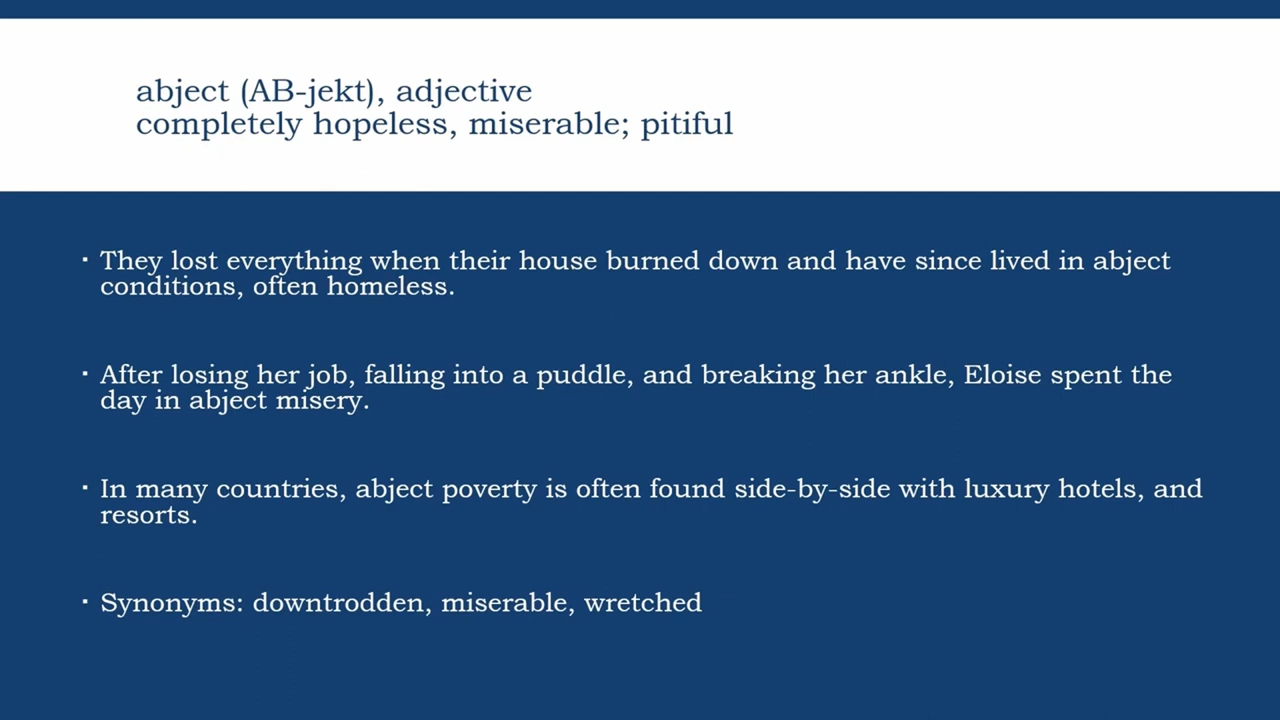 abject (AB-jekt), adjective
completely hopeless, miserable; pitiful
▪ They lost everything when their house burned down and have since lived in abject
conditions, often homeless.
▪ After losing her job, falling into a puddle, and breaking her ankle, Eloise spent the
day in abject misery.
▪ In many countries, abject poverty is often found side-by-side with luxury hotels, and
resorts.
▪ Synonyms: downtrodden, miserable, wretched